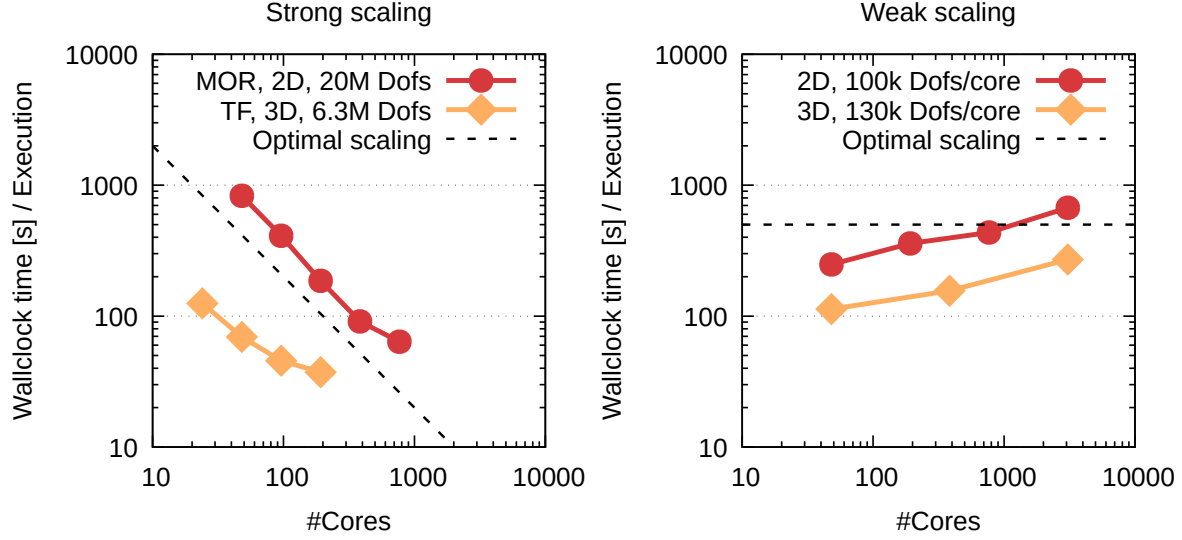 Strong scaling
Wallclock time [s] / Execution
10000
1000
100
10
MOR, 2D, 20M Dofs
TF, 3D, 6.3M Dofs
Optimal scaling
10 100 1000 10000
#Cores
Weak scaling
Wallclock time [s] / Execution
10000
1000
100
10
2D, 100k Dofs/core
3D, 130k Dofs/core
Optimal scaling
10 100 1000 10000
#Cores